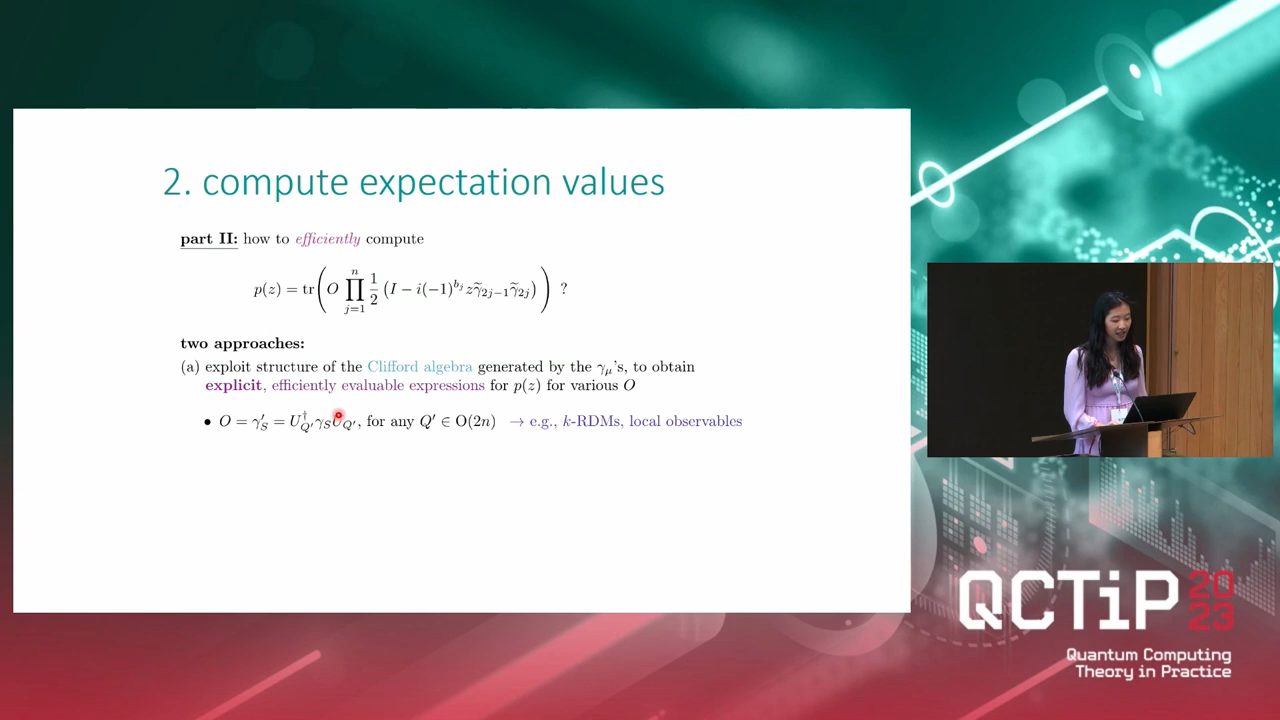 2. compute expectation values
part II: how to efficiently compute
p(z) = tr( O ∏_{j=1}^{n} 1/2 (I − i(−1)^{b_j} z γ̃_{2j−1} γ̃_{2j}) ) ?
two approaches:
(a) exploit structure of the Clifford algebra generated by the γ_μ's, to obtain
explicit, efficiently evaluable expressions for p(z) for various O
• O = γ′_S = U†_{Q′} γ_S U_{Q′}, for any Q′ ∈ O(2n) → e.g., k-RDMs, local observables
QCTiP 20
23
Quantum Computing
Theory in Practice